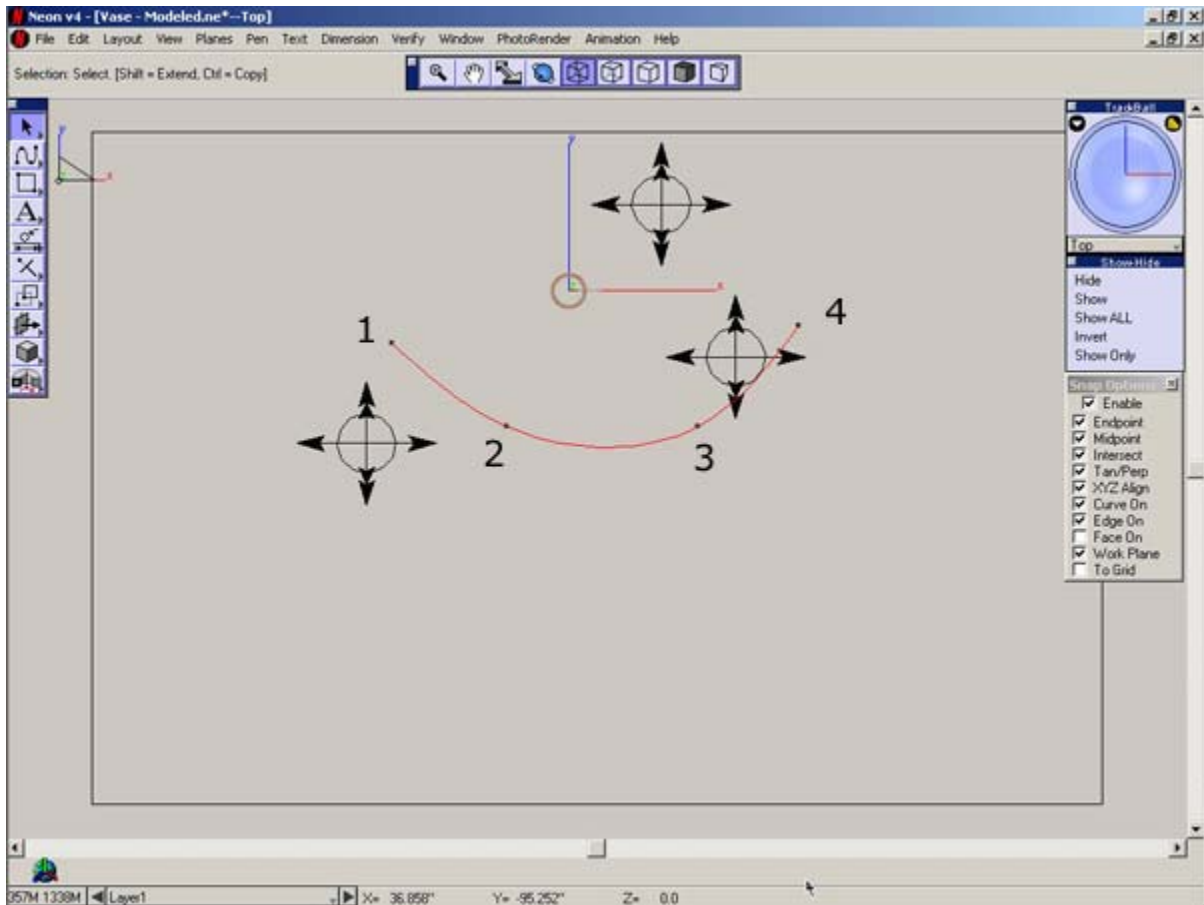 Neon v4 - [Vase - Modeled.ne*--Top]
File Edit Layout View Planes Pen Text Dimension Verify Window PhotoRender Animation Help
Selection: Select. [Shift = Extend, Ctrl = Copy]
TrackBall
y
x
y
x
Top
Show-Hide
Hide
Show
Show ALL
Invert
Show Only
1
2
3
4
Snap Options
Enable
Endpoint
Midpoint
Intersect
Tan/Perp
XYZ Align
Curve On
Edge On
Face On
Work Plane
To Grid
A
357M 1338M Layer1 X= 36.858" Y= -95.252" Z= 0.0